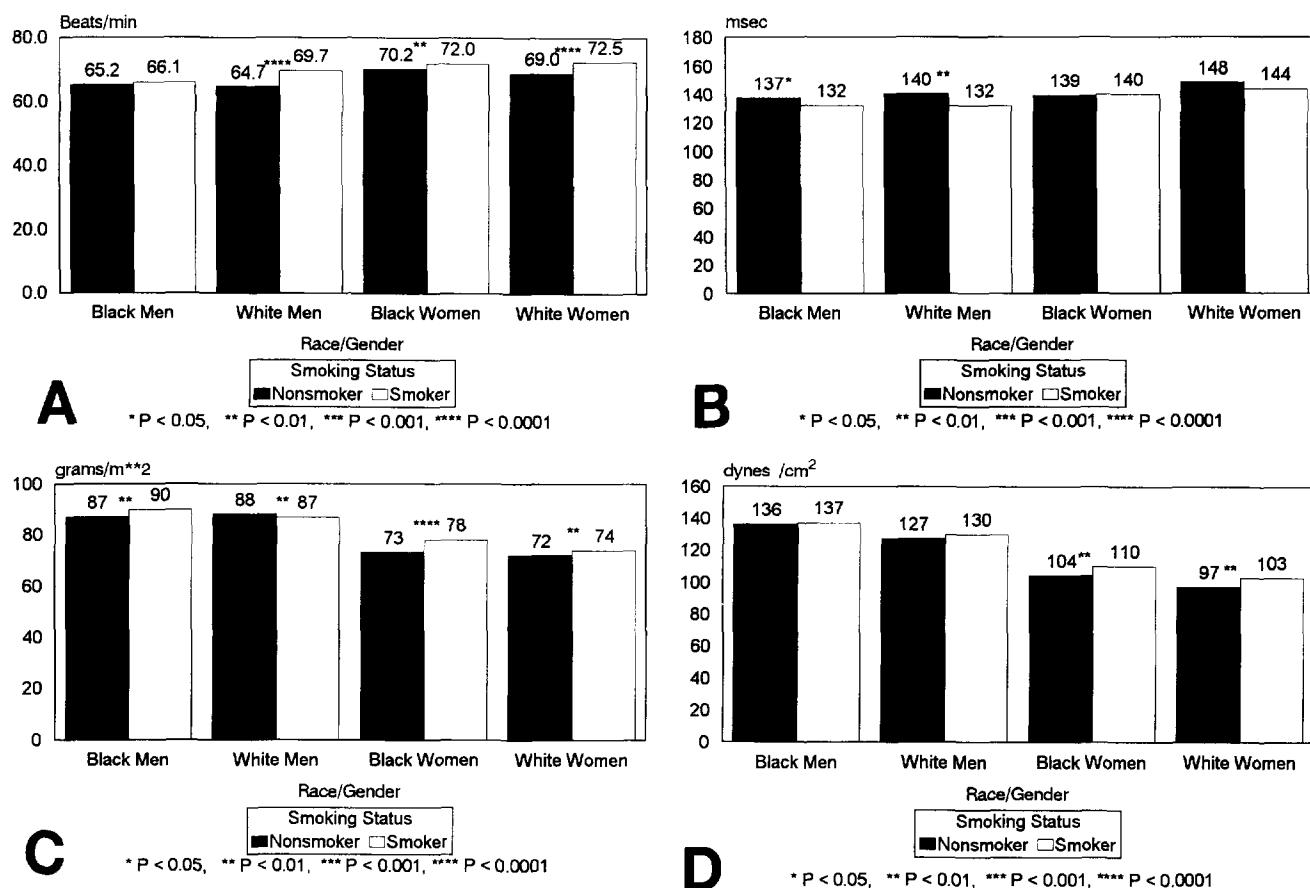 Beats/min
80.0
60.0
40.0
20.0
0.0
65.2
66.1
64.7
****
69.7
70.2
**
72.0
69.0
****
72.5
Black Men
White Men
Black Women
White Women
Race/Gender
Smoking Status
Nonsmoker
Smoker
A
* P < 0.05, ** P < 0.01, *** P < 0.001, **** P < 0.0001
msec
180
160
140
120
100
80
60
40
20
0
137
*
132
140
**
132
139
140
148
144
Black Men
White Men
Black Women
White Women
Race/Gender
Smoking Status
Nonsmoker
Smoker
B
* P < 0.05, ** P < 0.01, *** P < 0.001, **** P < 0.0001
grams/m**2
100
80
60
40
20
0
87
**
90
88
**
87
73
****
78
72
**
74
Black Men
White Men
Black Women
White Women
Race/Gender
Smoking Status
Nonsmoker
Smoker
C
* P < 0.05, ** P < 0.01, *** P < 0.001, **** P < 0.0001
dynes /cm²
160
140
120
100
80
60
40
20
0
136
137
127
130
104
**
110
97
**
103
Black Men
White Men
Black Women
White Women
Race/Gender
Smoking Status
Nonsmoker
Smoker
D
* P < 0.05, ** P < 0.01, *** P < 0.001, **** P < 0.0001